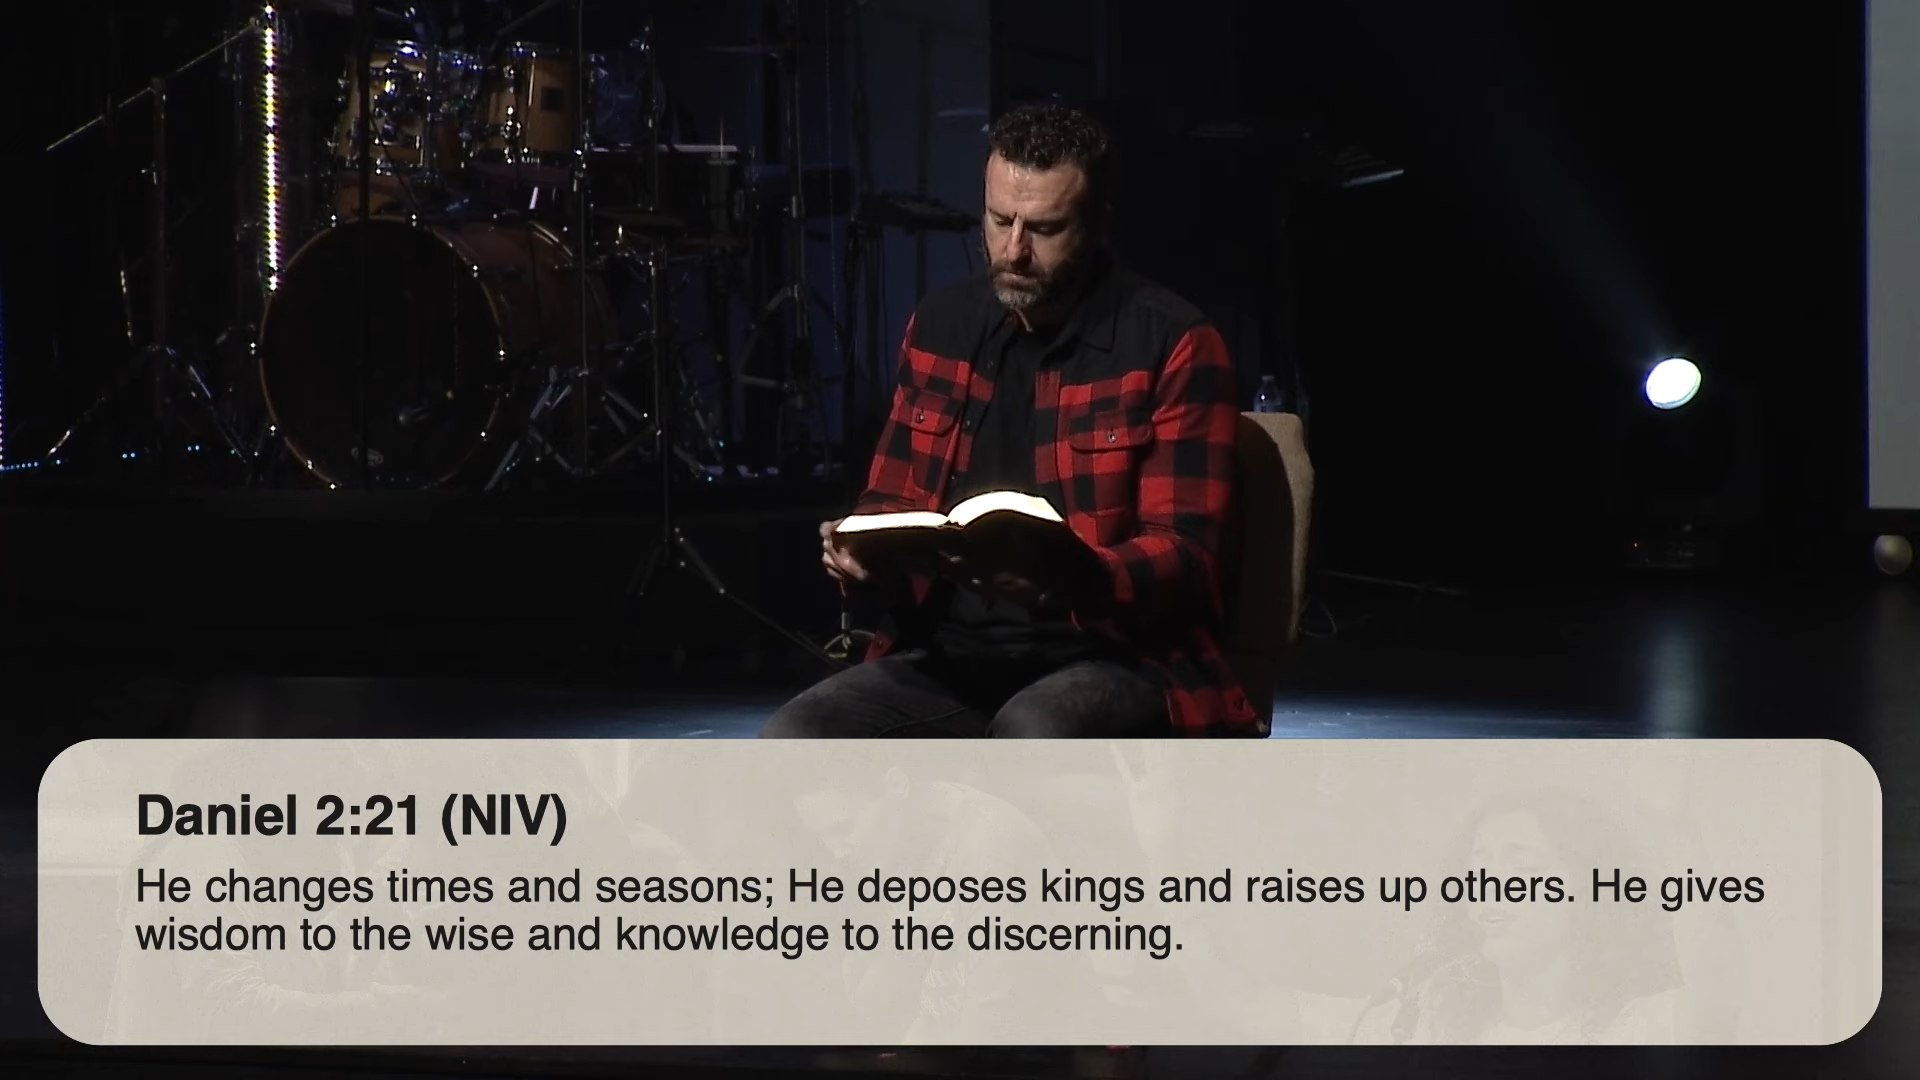 Daniel 2:21 (NIV)
He changes times and seasons; He deposes kings and raises up others. He gives
wisdom to the wise and knowledge to the discerning.